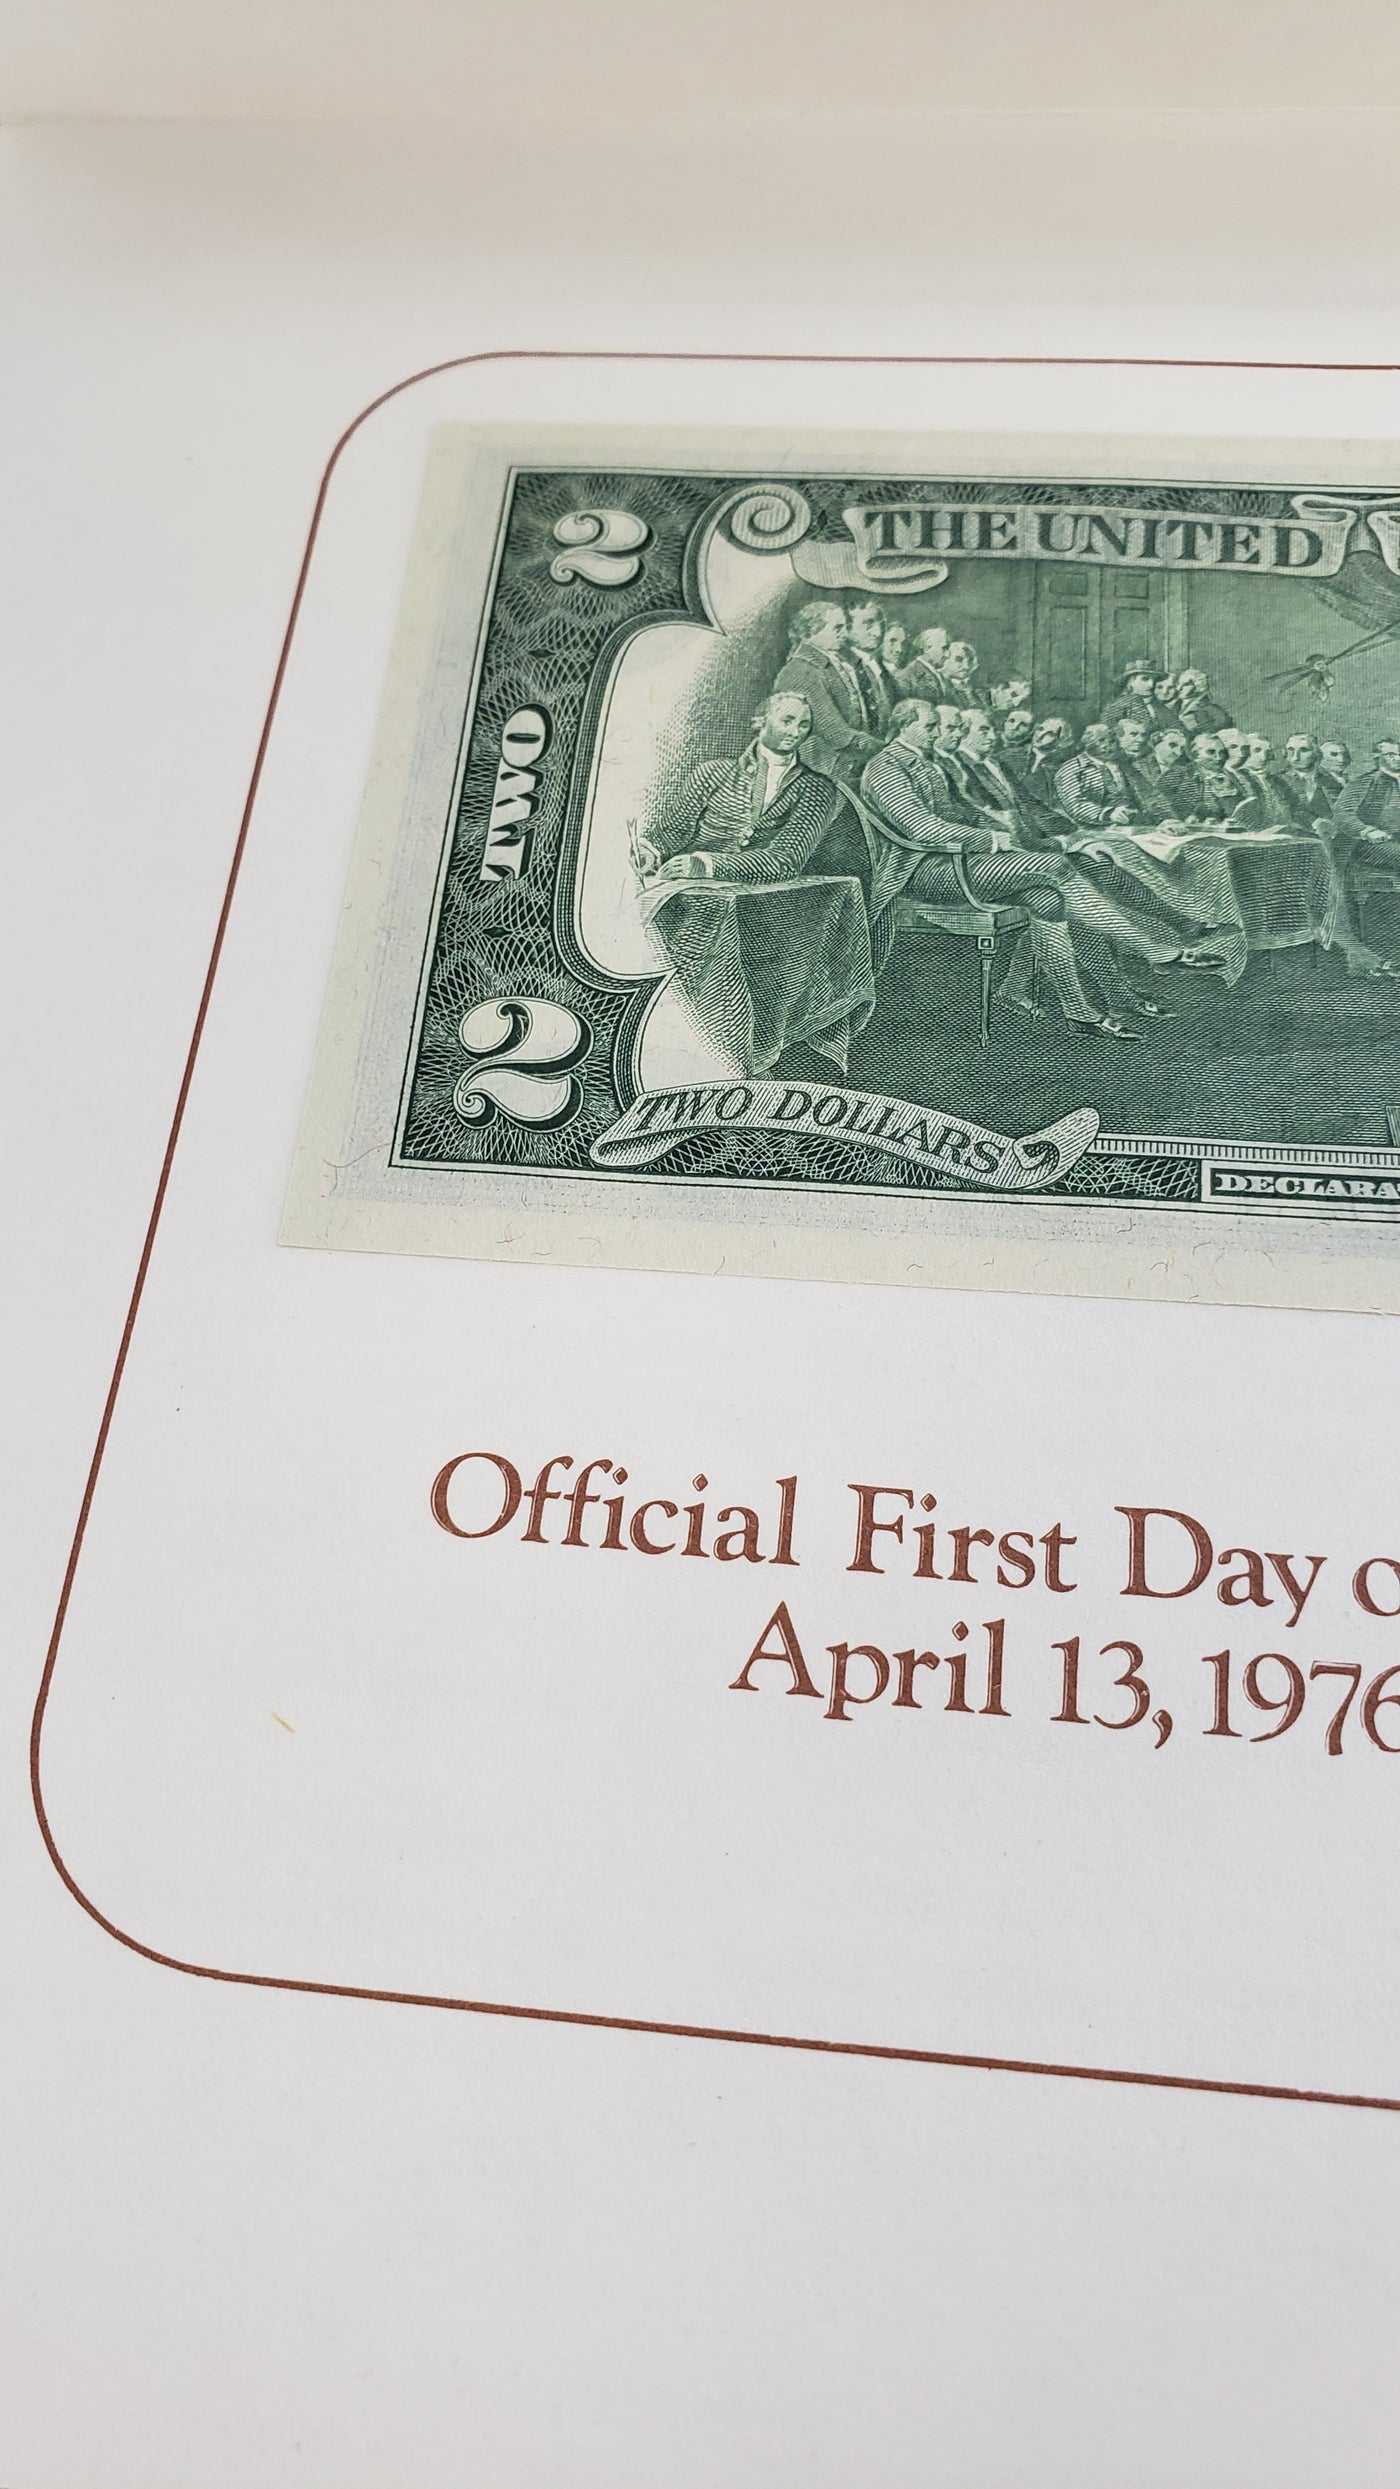 2
THE UNITED
TWO
2
TWO DOLLARS
DECLARA
Official First Day o
April 13, 1976